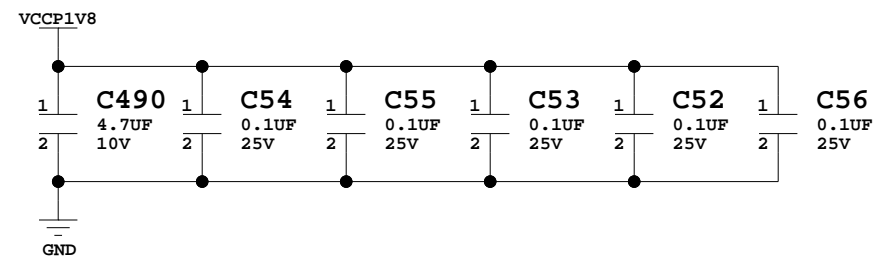 VCCP1V8
1 C490 1 C54 1 C55 1 C53 1 C52 1 C56
4.7UF 0.1UF 0.1UF 0.1UF 0.1UF 0.1UF
2 10V 2 25V 2 25V 2 25V 2 25V 2 25V
GND